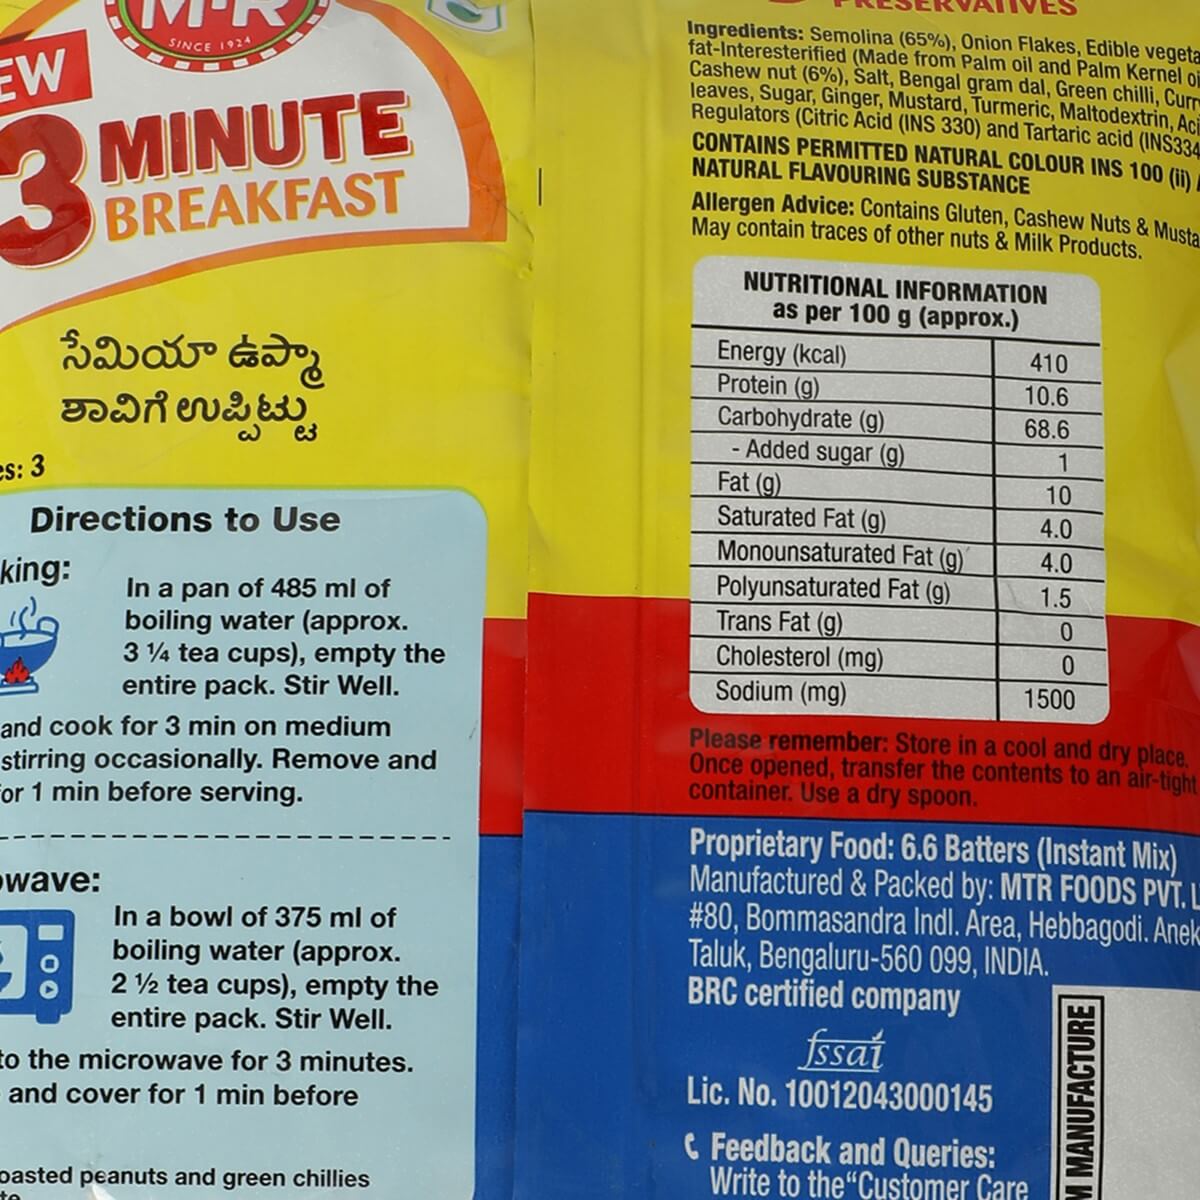 MTR
SINCE 1924
EW
3 MINUTE
BREAKFAST
సేమియా ఉప్మా
ಶಾವಿಗೆ ಉಪ್ಪಿಟ್ಟು
es: 3
Directions to Use
king:
In a pan of 485 ml of
boiling water (approx.
3 ¼ tea cups), empty the
entire pack. Stir Well.
and cook for 3 min on medium
stirring occasionally. Remove and
or 1 min before serving.
owave:
In a bowl of 375 ml of
boiling water (approx.
2 ½ tea cups), empty the
entire pack. Stir Well.
to the microwave for 3 minutes.
and cover for 1 min before
oasted peanuts and green chillies
PRESERVATIVES
Ingredients: Semolina (65%), Onion Flakes, Edible vegeta
fat-Interesterified (Made from Palm oil and Palm Kernel oi
Cashew nut (6%), Salt, Bengal gram dal, Green chilli, Curr
leaves, Sugar, Ginger, Mustard, Turmeric, Maltodextrin, Aci
Regulators (Citric Acid (INS 330) and Tartaric acid (INS334
CONTAINS PERMITTED NATURAL COLOUR INS 100 (ii)
NATURAL FLAVOURING SUBSTANCE
Allergen Advice: Contains Gluten, Cashew Nuts & Musta
May contain traces of other nuts & Milk Products.
NUTRITIONAL INFORMATION
as per 100 g (approx.)
Energy (kcal) 410
Protein (g) 10.6
Carbohydrate (g) 68.6
- Added sugar (g) 1
Fat (g) 10
Saturated Fat (g) 4.0
Monounsaturated Fat (g) 4.0
Polyunsaturated Fat (g) 1.5
Trans Fat (g) 0
Cholesterol (mg) 0
Sodium (mg) 1500
Please remember: Store in a cool and dry place.
Once opened, transfer the contents to an air-tight
container. Use a dry spoon.
Proprietary Food: 6.6 Batters (Instant Mix)
Manufactured & Packed by: MTR FOODS PVT. L
#80, Bommasandra Indl. Area, Hebbagodi. Anek
Taluk, Bengaluru-560 099, INDIA.
BRC certified company
fssai
Lic. No. 10012043000145
Feedback and Queries:
Write to the "Customer Care
M MANUFACTURE